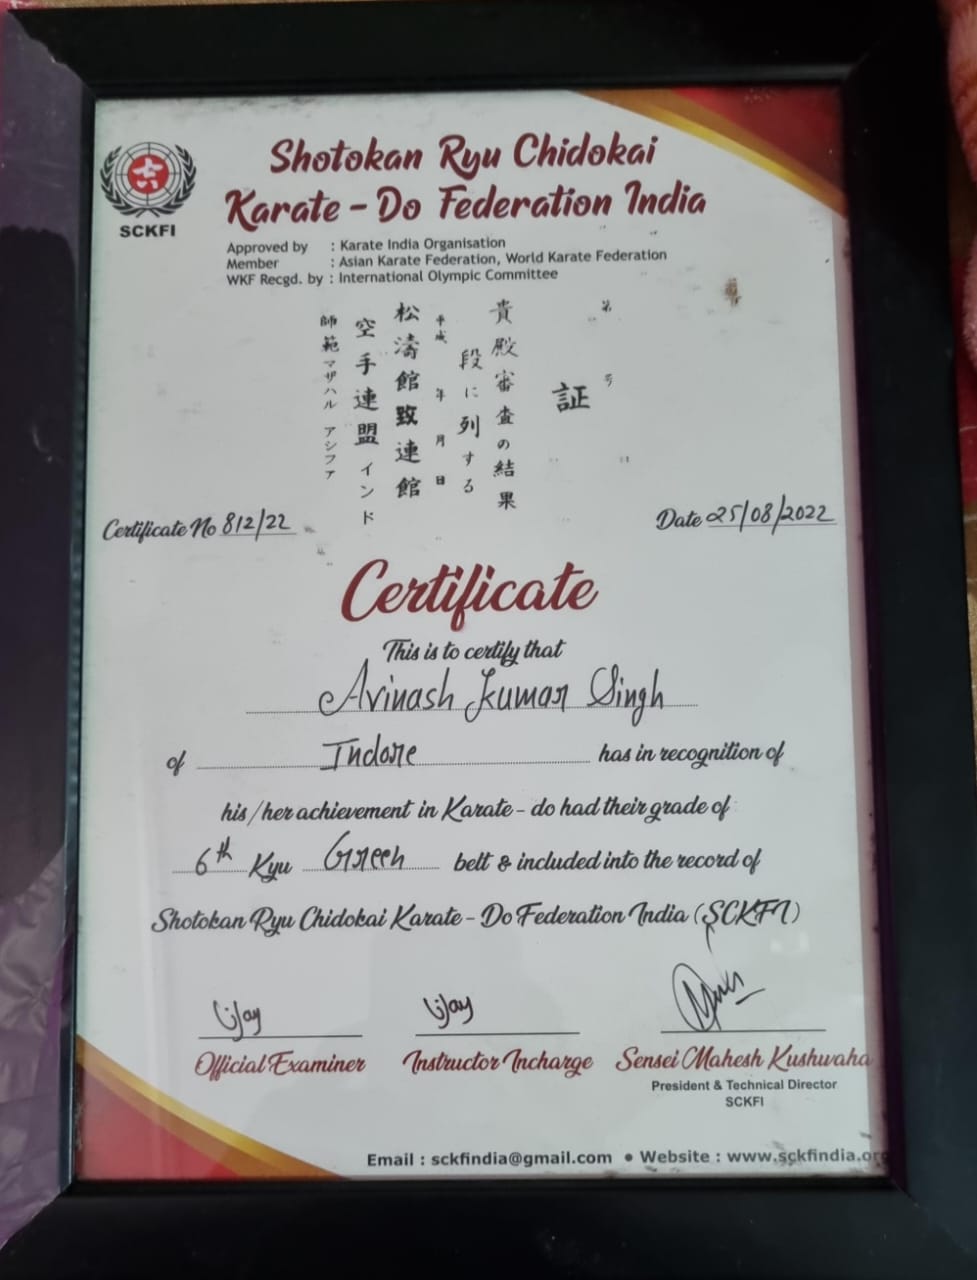 Shotokan Ryu Chidokai
Karate - Do Federation India
SCKFI
Approved by : Karate India Organisation
Member : Asian Karate Federation, World Karate Federation
WKF Recgd. by : International Olympic Committee
第 号
証
貴殿審査の結果
段に列する
平成 年 月 日
松濤館致連館
空手連盟インド
師範マザハル アシファ
Certificate No 812/22
Date 25/08/2022
Certificate
This is to certify that
Avinash Kumar Singh
of Indore has in recognition of
his/her achievement in Karate - do had their grade of
6th Kyu Green belt & included into the record of
Shotokan Ryu Chidokai Karate - Do Federation India (SCKFI)
Vijay Vijay
Official Examiner Instructor Incharge Sensei Mahesh Kushwaha
President & Technical Director
SCKFI
Email : sckfindia@gmail.com • Website : www.sckfindia.org